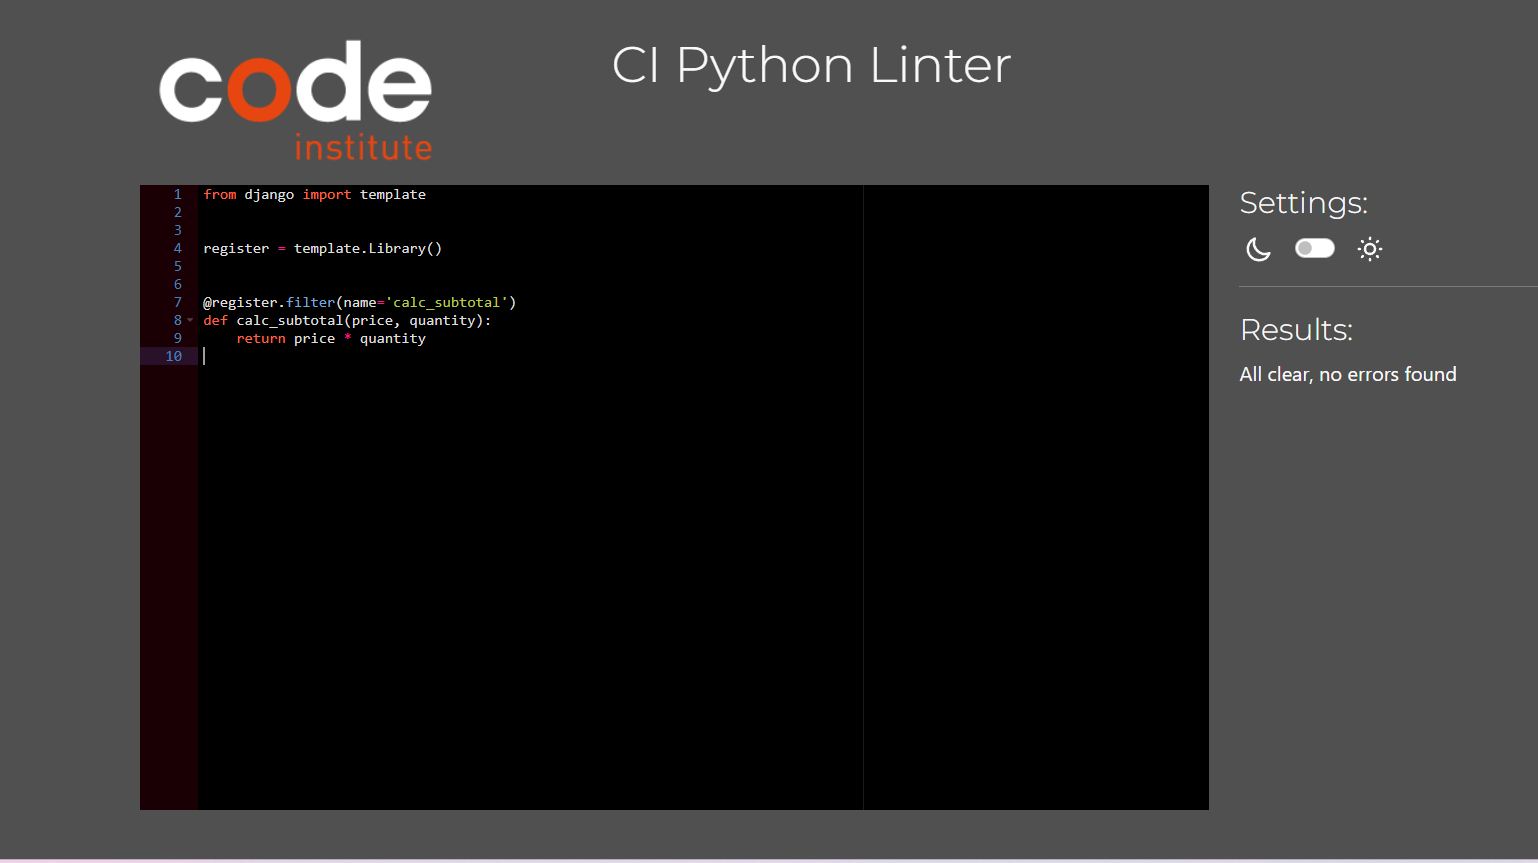 code
institute
CI Python Linter
1 from django import template
2
3
4 register = template.Library()
5
6
7 @register.filter(name='calc_subtotal')
8 def calc_subtotal(price, quantity):
9     return price * quantity
10
Settings:
Results:
All clear, no errors found